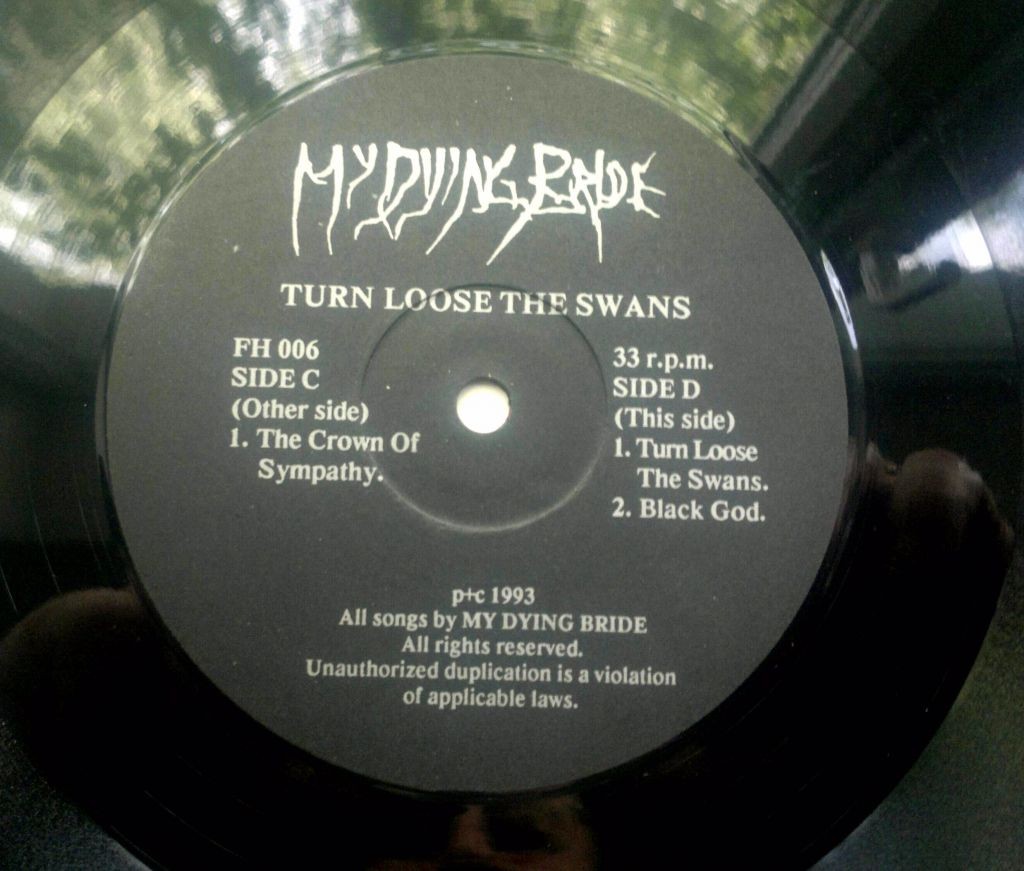 MY DYING BRIDE
TURN LOOSE THE SWANS
FH 006
SIDE C
(Other side)
1. The Crown Of
Sympathy.
33 r.p.m.
SIDE D
(This side)
1. Turn Loose
The Swans.
2. Black God.
p+c 1993
All songs by MY DYING BRIDE
All rights reserved.
Unauthorized duplication is a violation
of applicable laws.